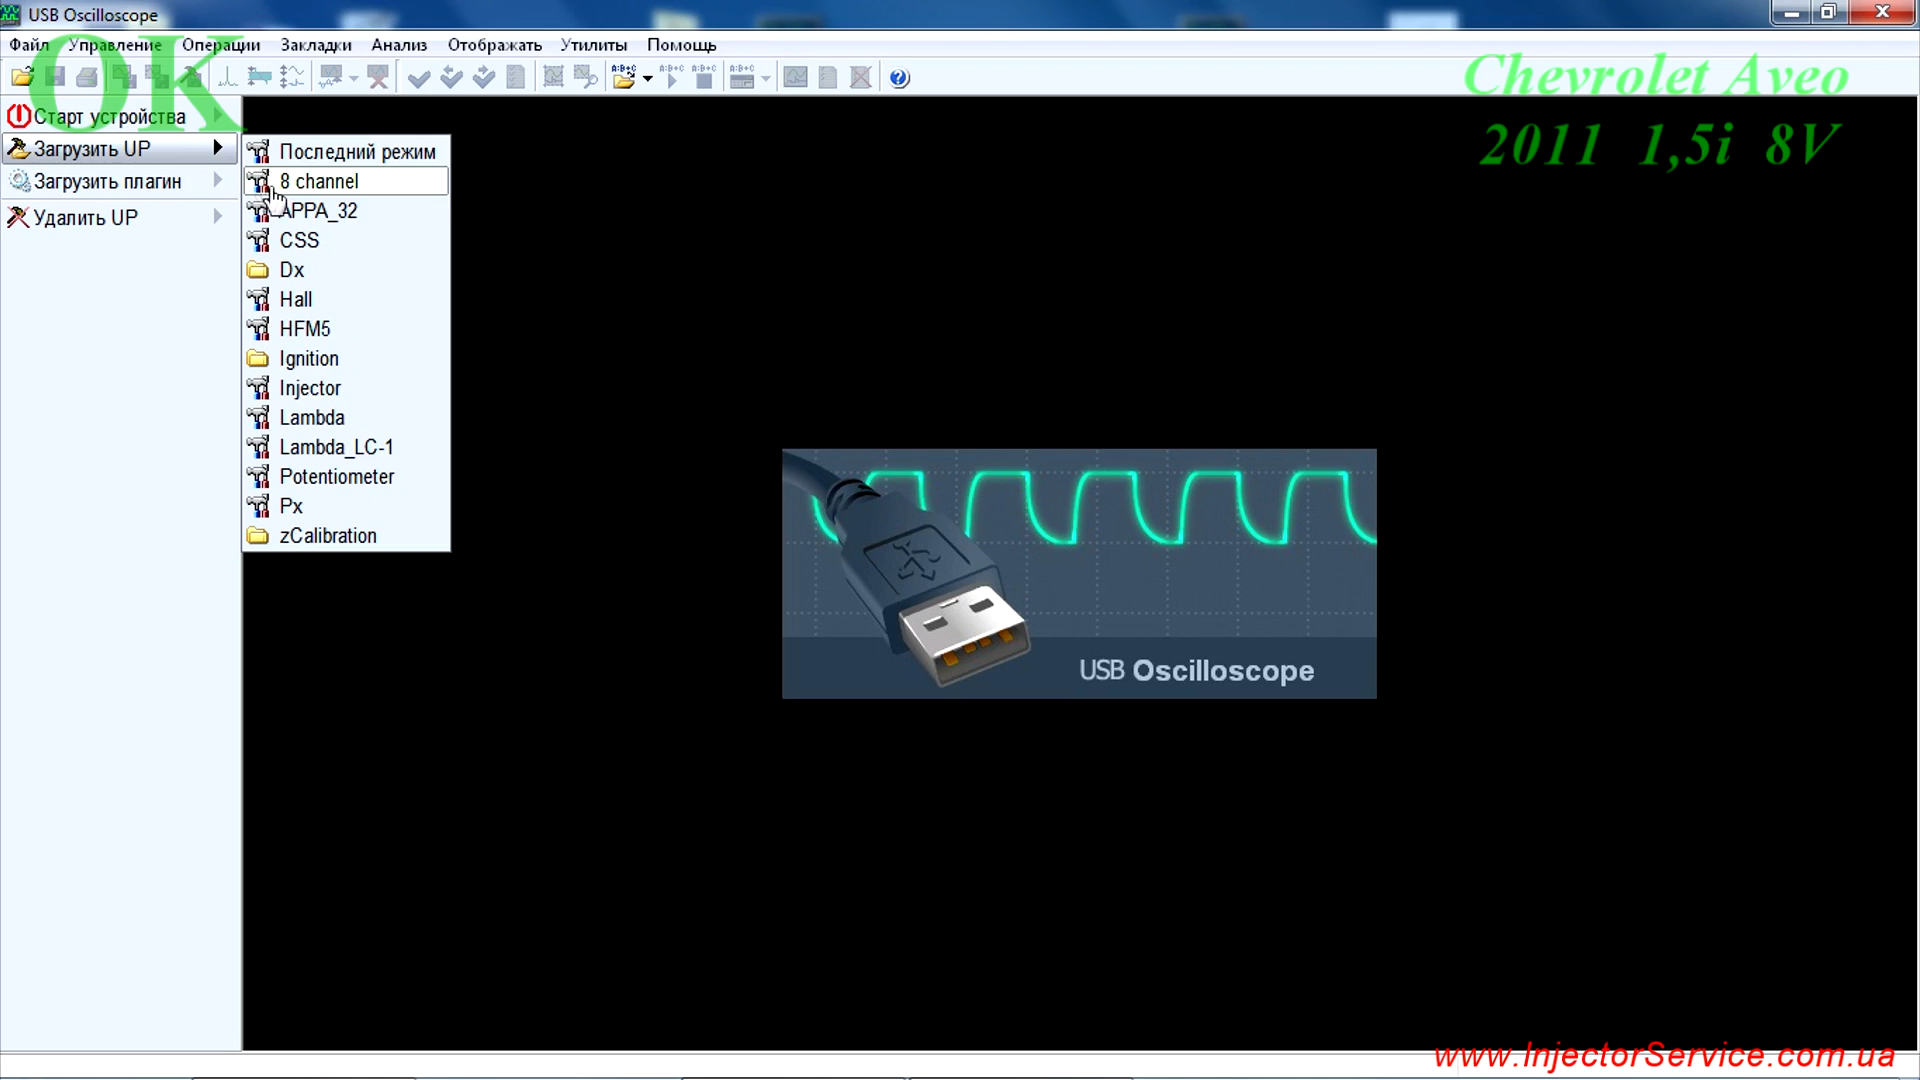 USB Oscilloscope
Файл Управление Операции Закладки Анализ Отображать Утилиты Помощь
OK
Chevrolet Aveo
2011 1,5i 8V
Старт устройства
Загрузить UP
Загрузить плагин
Удалить UP
Последний режим
8 channel
APPA_32
CSS
Dx
Hall
HFM5
Ignition
Injector
Lambda
Lambda_LC-1
Potentiometer
Px
zCalibration
USB Oscilloscope
www.InjectorService.com.ua